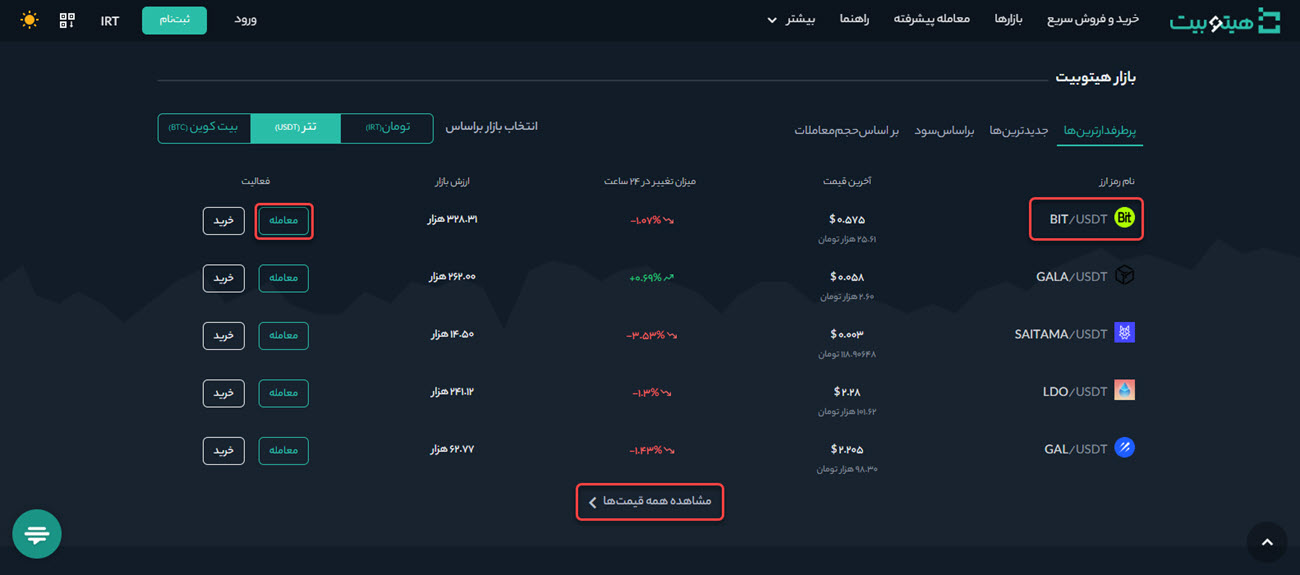 هیتوبیت
خرید و فروش سریع بازارها معامله پیشرفته راهنما بیشتر ورود ثبت‌نام IRT
بازار هیتوبیت
پرطرفدارترین‌ها جدیدترین‌ها براساس سود بر اساس حجم معاملات انتخاب بازار براساس تومان (IRT) تتر (USDT) بیت کوین (BTC)
نام رمز ارز آخرین قیمت میزان تغییر در ۲۴ ساعت ارزش بازار فعالیت
Bit BIT/USDT $ ۰.۵۷۵ -۱.۰۷% ۳۲۸.۳۱ هزار معامله خرید
۲۵.۶۱ هزار تومان
GALA/USDT $ ۰.۰۵۸ +۰.۶۹% ۲۶۲.۰۰ هزار معامله خرید
۲.۶۰ هزار تومان
SAITAMA/USDT $ ۰.۰۰۳ -۳.۵۳% ۱۴.۵۰ هزار معامله خرید
۱۱۸.۹۰۶۴۸ تومان
LDO/USDT $ ۲.۲۸ -۱.۳% ۲۴۱.۱۲ هزار معامله خرید
۱۰۱.۶۲ هزار تومان
GAL/USDT $ ۲.۲۰۵ -۱.۴۳% ۶۲.۷۷ هزار معامله خرید
۹۸.۳۰ هزار تومان
مشاهده همه قیمت‌ها